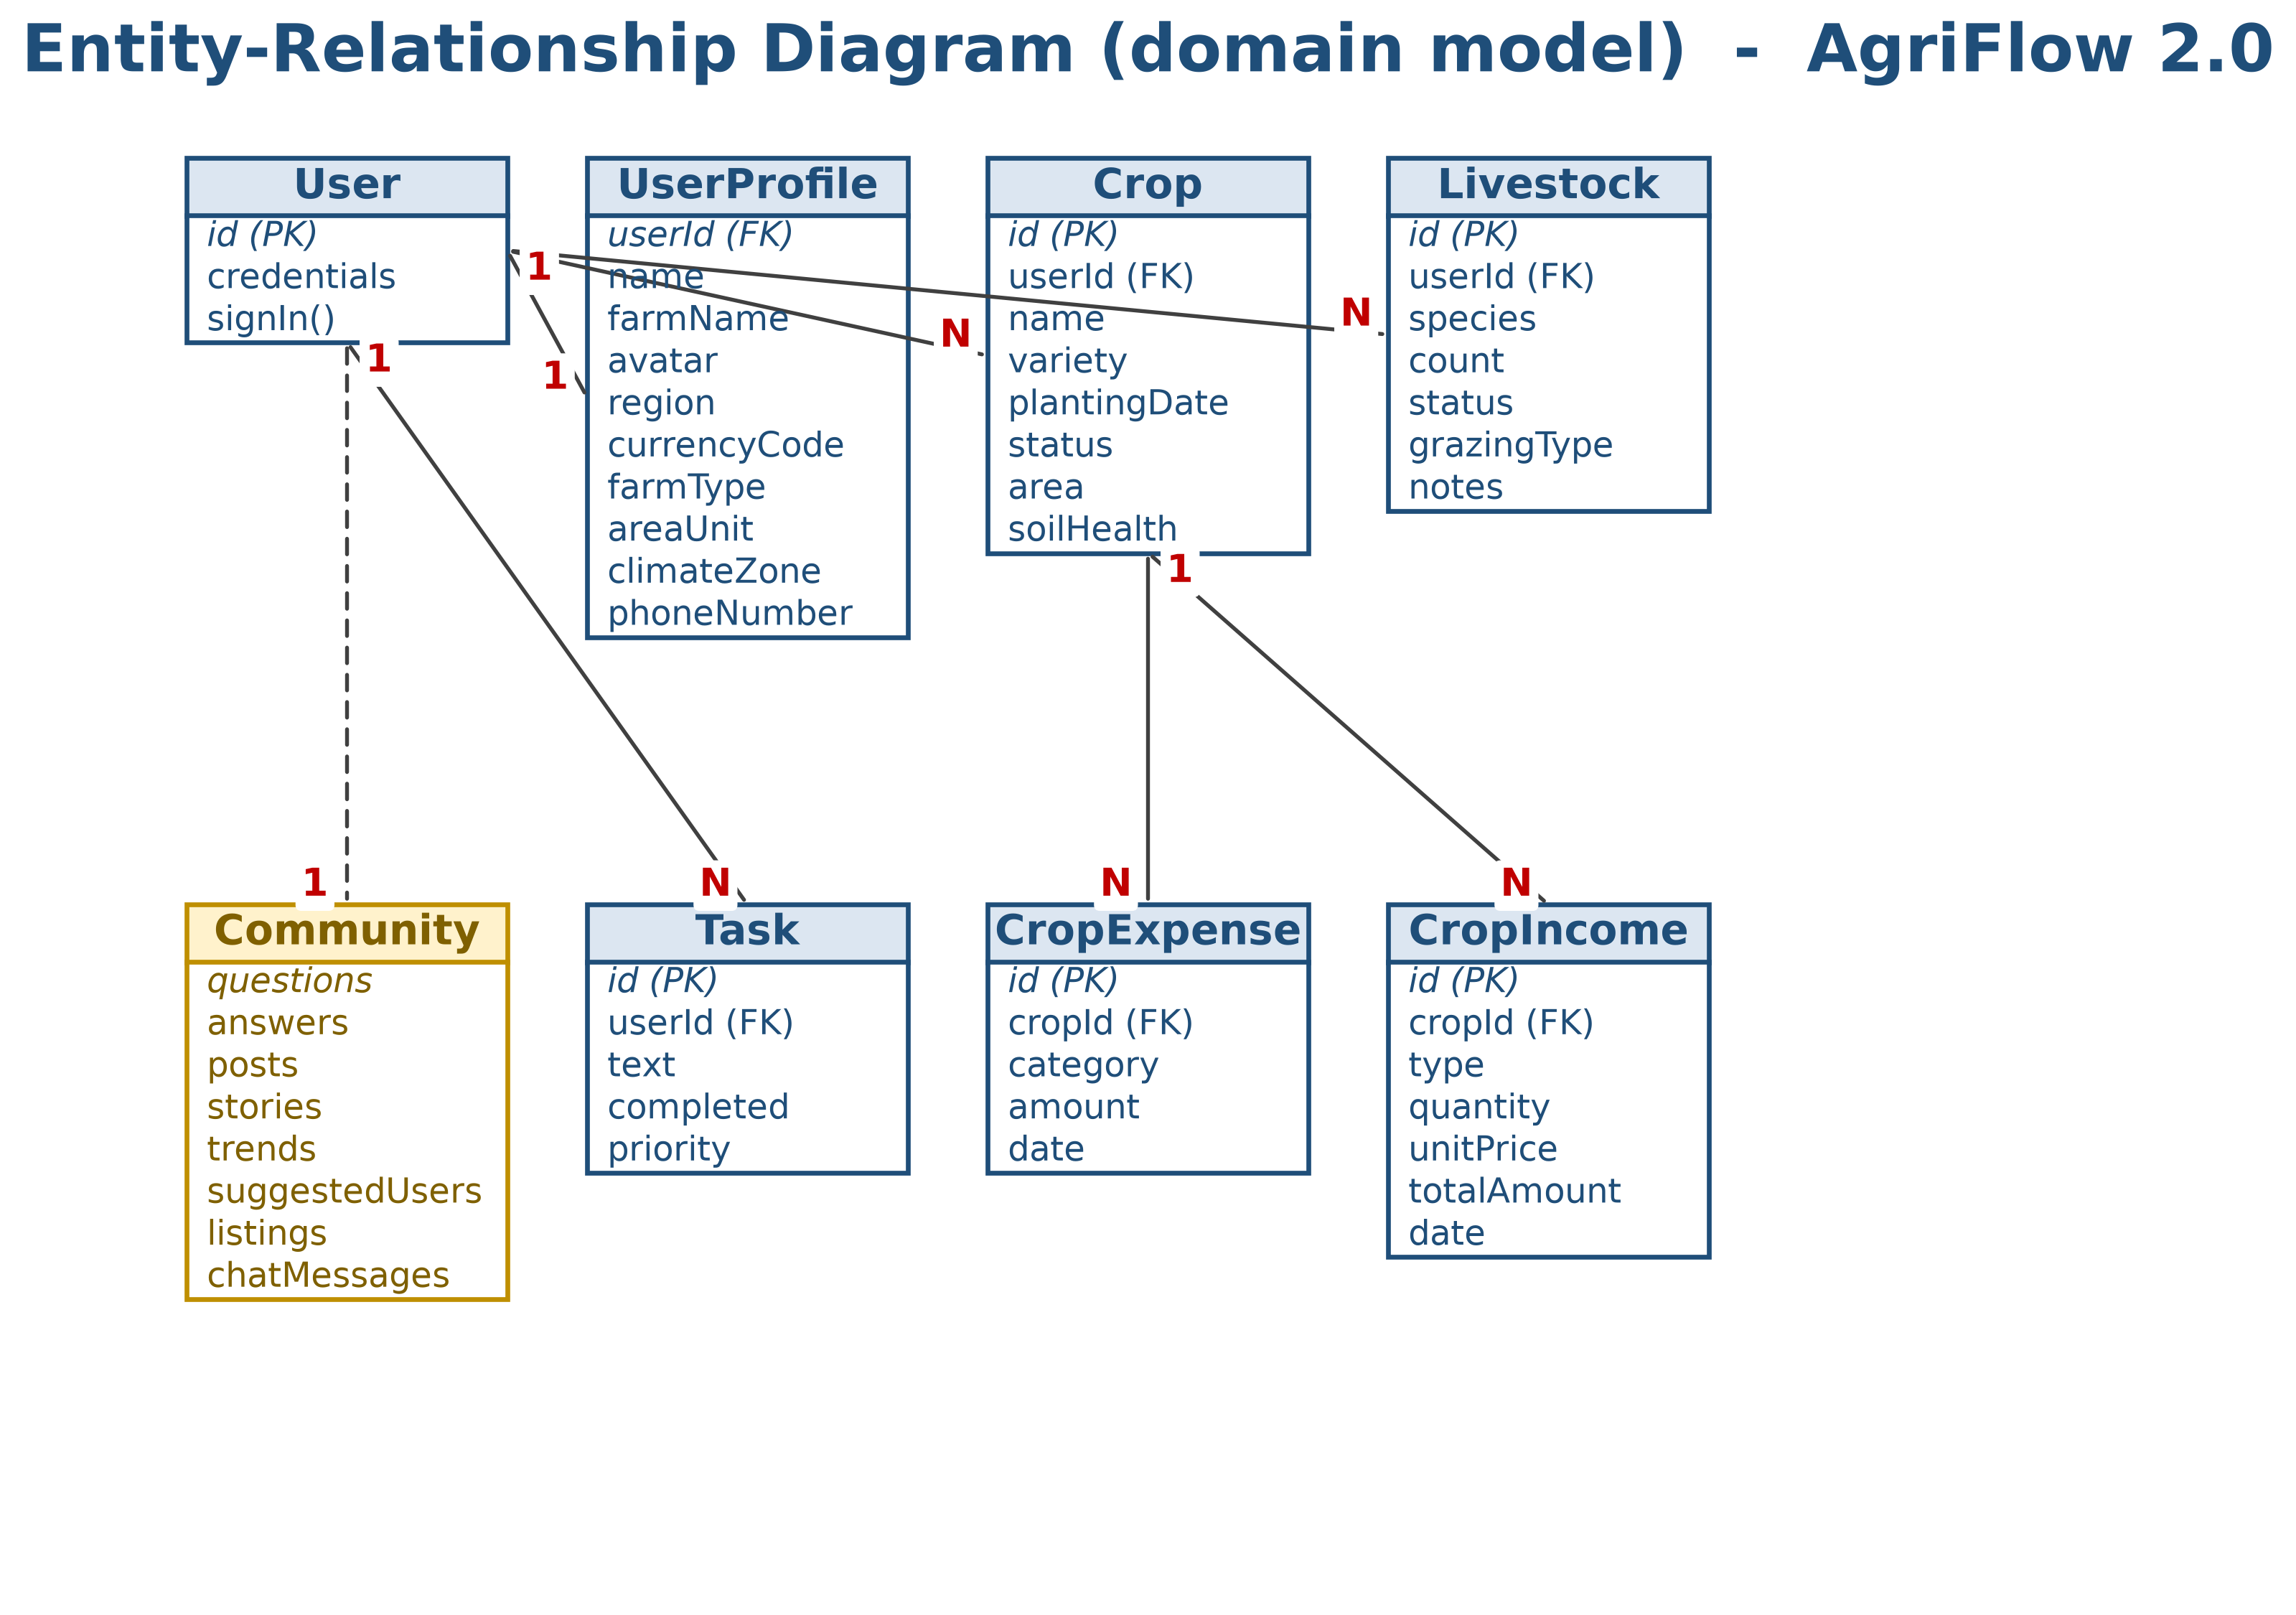 Entity-Relationship Diagram (domain model) - AgriFlow 2.0
User
id (PK)
credentials
signIn()
UserProfile
userId (FK)
name
farmName
avatar
region
currencyCode
farmType
areaUnit
climateZone
phoneNumber
Crop
id (PK)
userId (FK)
name
variety
plantingDate
status
area
soilHealth
Livestock
id (PK)
userId (FK)
species
count
status
grazingType
notes
1
1
N
N
1
1
1
N
N
N
Community
questions
answers
posts
stories
trends
suggestedUsers
listings
chatMessages
Task
id (PK)
userId (FK)
text
completed
priority
CropExpense
id (PK)
cropId (FK)
category
amount
date
CropIncome
id (PK)
cropId (FK)
type
quantity
unitPrice
totalAmount
date